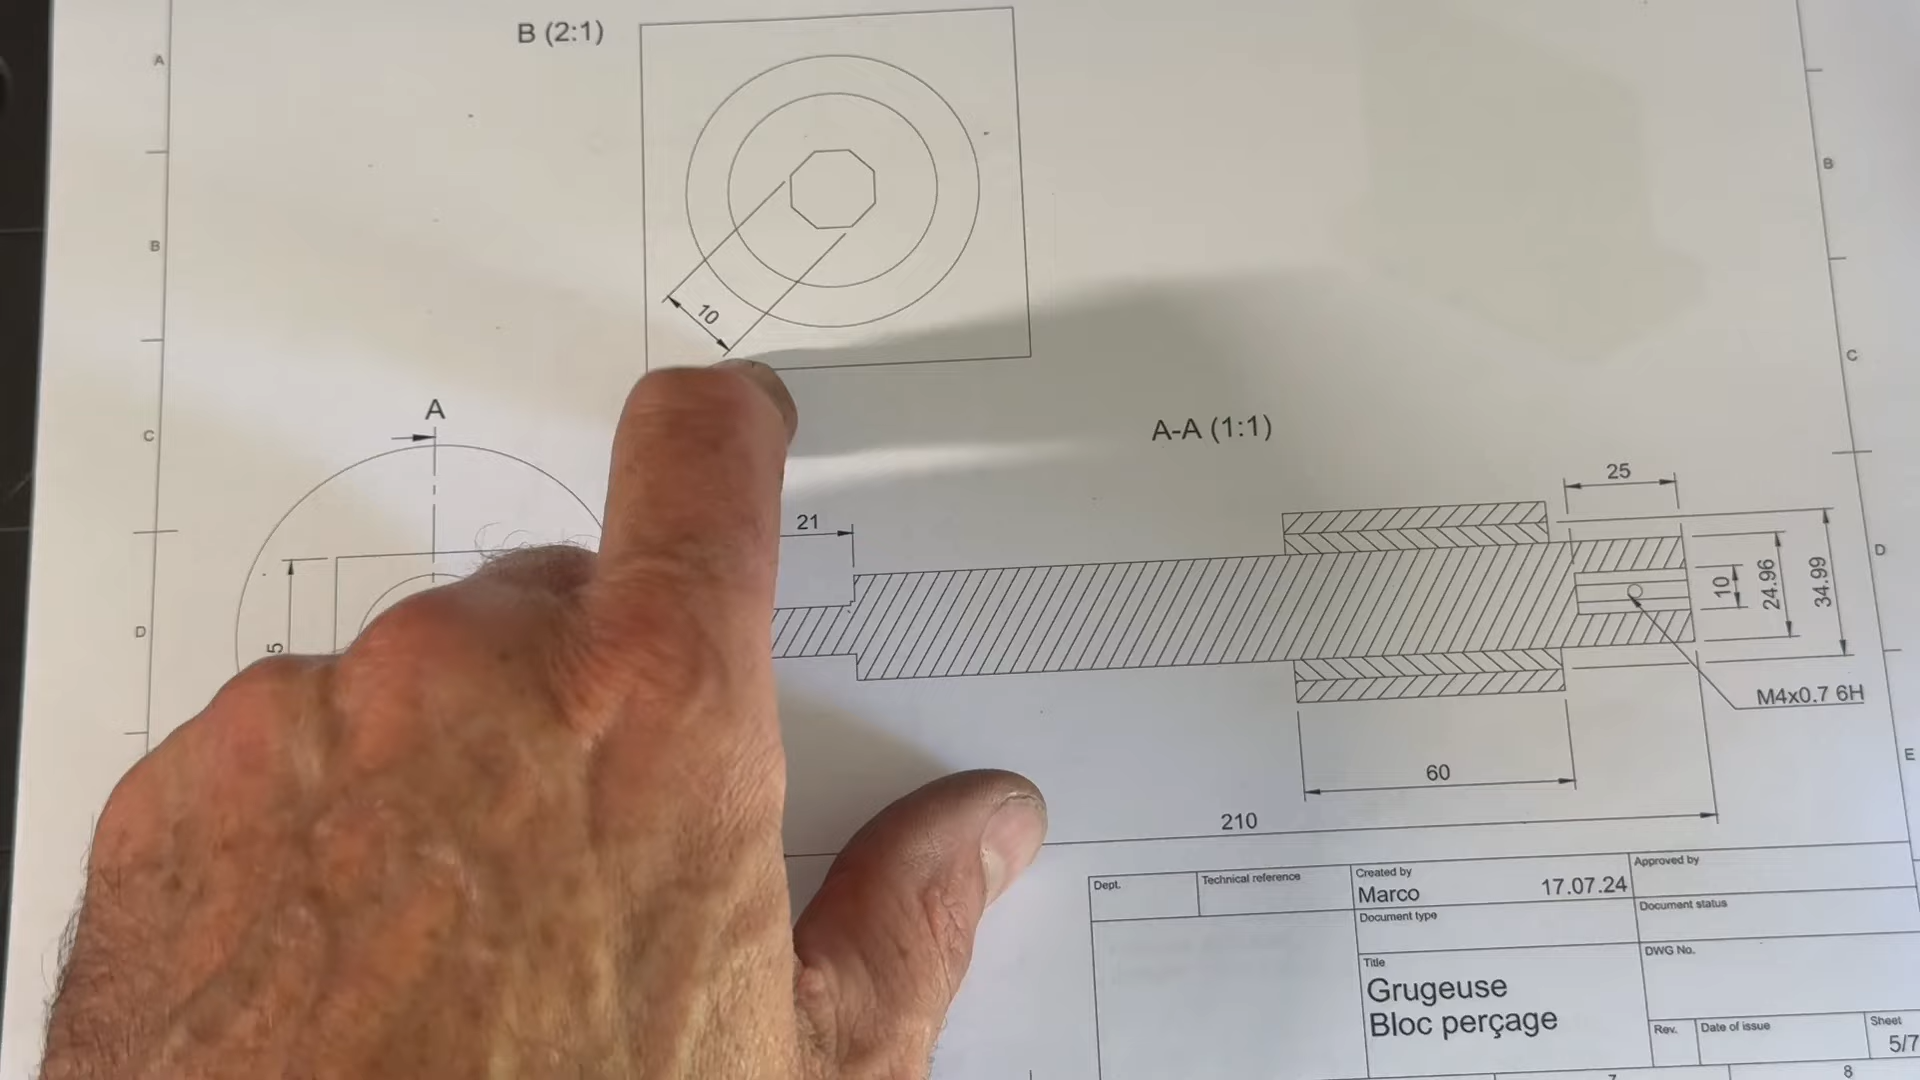 B (2:1)
A
B
C
D
B
C
D
E
10
A
A-A (1:1)
25
21
5
10
24.96
34.99
M4x0.7 6H
60
210
Dept.
Technical reference
Created by
Marco
17.07.24
Approved by
Document type
Document status
Title
Grugeuse
Bloc perçage
DWG No.
Rev.
Date of issue
Sheet
5/7
8